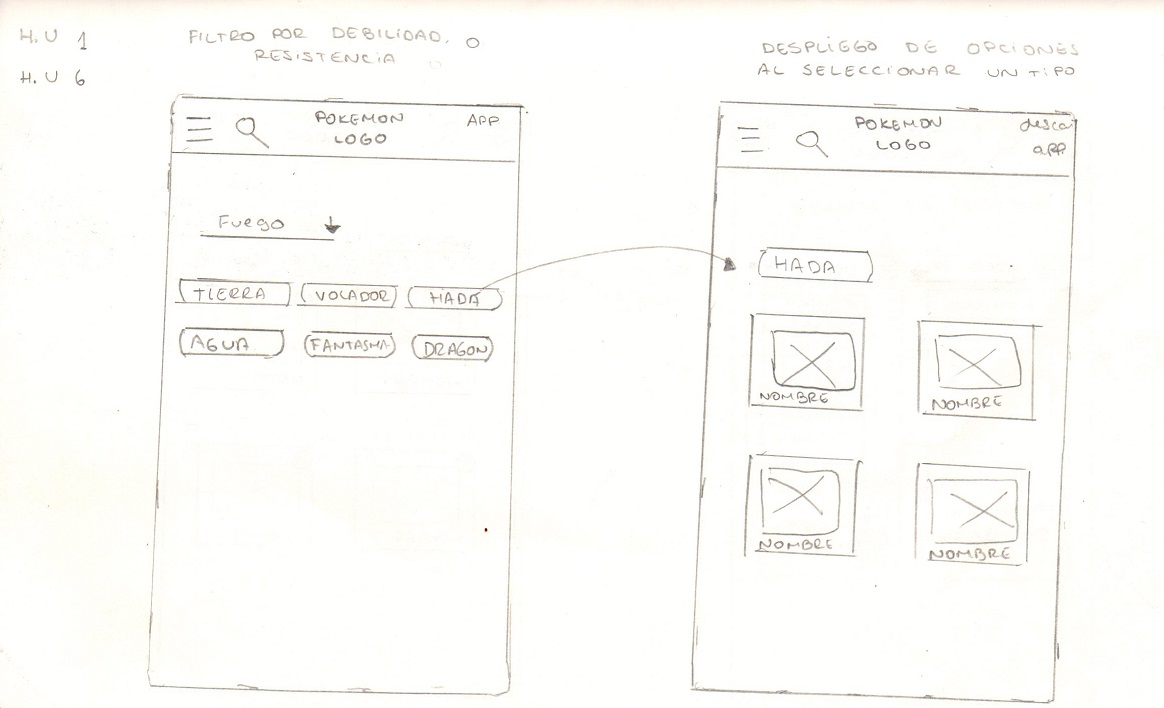 H.U 1
H.U 6
FILTRO POR DEBILIDAD. O
RESISTENCIA
DESPLIEGO DE OPCIONES
AL SELECCIONAR UN TIPO
POKEMON
LOGO
APP
Fuego
TIERRA
VOLADOR
HADA
AGUA
FANTASMA
DRAGON
POKEMON
LOGO
descar
app
HADA
NOMBRE
NOMBRE
NOMBRE
NOMBRE